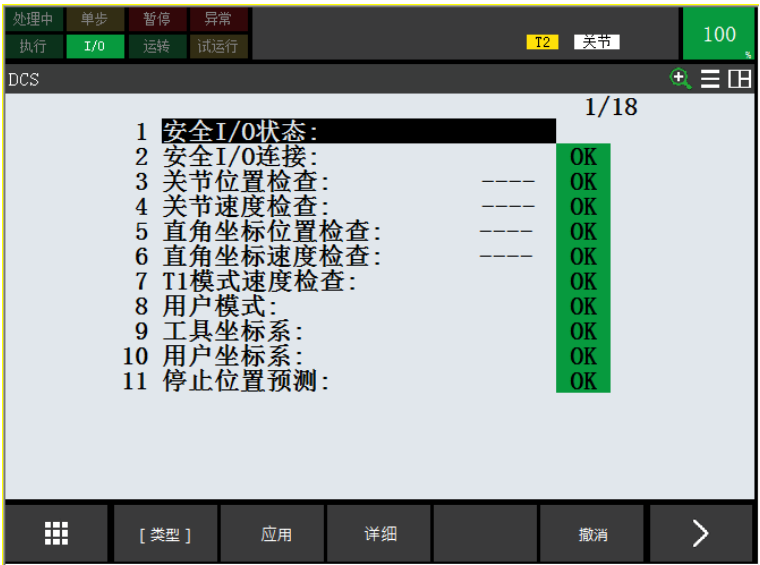 处理中 单步 暂停 异常
执行 I/O 运转 试运行 T2 关节 100 %
DCS
1/18
1 安全I/O状态:
2 安全I/O连接: OK
3 关节位置检查: ---- OK
4 关节速度检查: ---- OK
5 直角坐标位置检查: ---- OK
6 直角坐标速度检查: ---- OK
7 T1模式速度检查: OK
8 用户模式: OK
9 工具坐标系: OK
10 用户坐标系: OK
11 停止位置预测: OK
[ 类型 ] 应用 详细 撤消